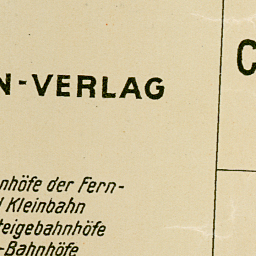 N-VERLAG
C
nhöfe der Fern-
l Kleinbahn
teigebahnhöfe
-Bahnhöfe